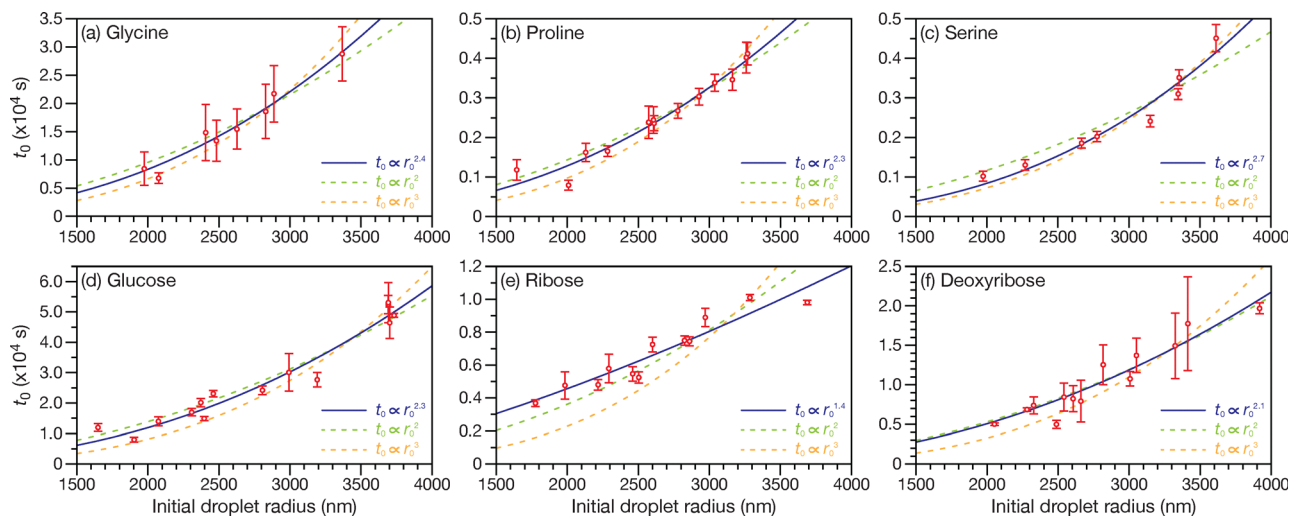 (a) Glycine
t₀ (x10⁴ s)
3.5
3.0
2.5
2.0
1.5
1.0
0.5
0
t₀ ∝ r₀^2.4
t₀ ∝ r₀^2
t₀ ∝ r₀^3
1500 2000 2500 3000 3500 4000
(b) Proline
0.5
0.4
0.3
0.2
0.1
0
t₀ ∝ r₀^2.3
t₀ ∝ r₀^2
t₀ ∝ r₀^3
1500 2000 2500 3000 3500 4000
(c) Serine
0.5
0.4
0.3
0.2
0.1
0
t₀ ∝ r₀^2.7
t₀ ∝ r₀^2
t₀ ∝ r₀^3
1500 2000 2500 3000 3500 4000
(d) Glucose
t₀ (x10⁴ s)
6.0
5.0
4.0
3.0
2.0
1.0
0
t₀ ∝ r₀^2.3
t₀ ∝ r₀^2
t₀ ∝ r₀^3
1500 2000 2500 3000 3500 4000
Initial droplet radius (nm)
(e) Ribose
1.2
1.0
0.8
0.6
0.4
0.2
0
t₀ ∝ r₀^1.4
t₀ ∝ r₀^2
t₀ ∝ r₀^3
1500 2000 2500 3000 3500 4000
Initial droplet radius (nm)
(f) Deoxyribose
2.5
2.0
1.5
1.0
0.5
0
t₀ ∝ r₀^2.1
t₀ ∝ r₀^2
t₀ ∝ r₀^3
1500 2000 2500 3000 3500 4000
Initial droplet radius (nm)